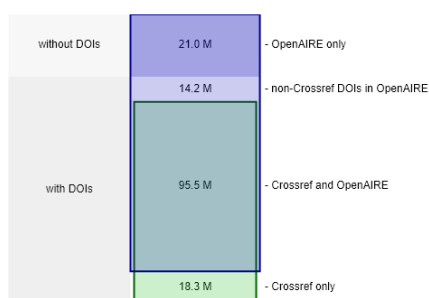 without DOIs
21.0 M
- OpenAIRE only
14.2 M
- non-Crossref DOIs in OpenAIRE
with DOIs
95.5 M
- Crossref and OpenAIRE
18.3 M
- Crossref only